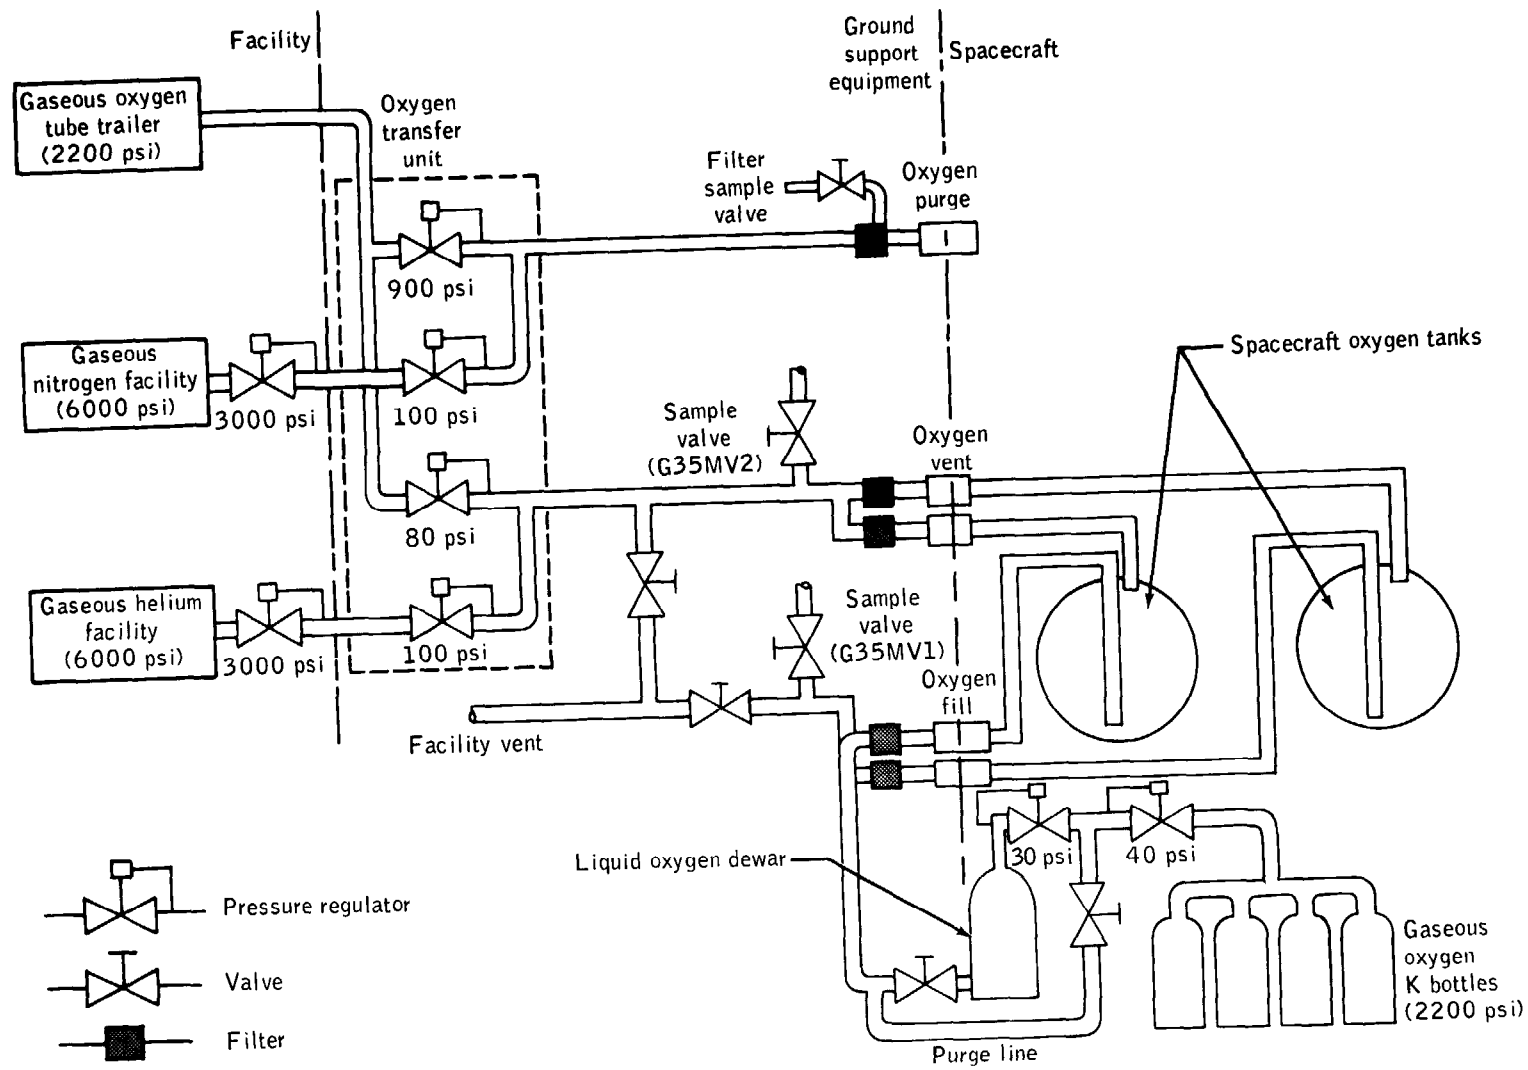 Facility
Ground
support
equipment
Spacecraft
Gaseous oxygen
tube trailer
(2200 psi)
Oxygen
transfer
unit
Filter
sample
valve
Oxygen
purge
900 psi
Gaseous
nitrogen facility
(6000 psi)
3000 psi
100 psi
Spacecraft oxygen tanks
Sample
valve
(G35MV2)
Oxygen
vent
80 psi
Gaseous helium
facility
(6000 psi)
3000 psi
100 psi
Sample
valve
(G35MV1)
Oxygen
fill
Facility vent
Liquid oxygen dewar
30 psi
40 psi
Pressure regulator
Valve
Filter
Gaseous
oxygen
K bottles
(2200 psi)
Purge line